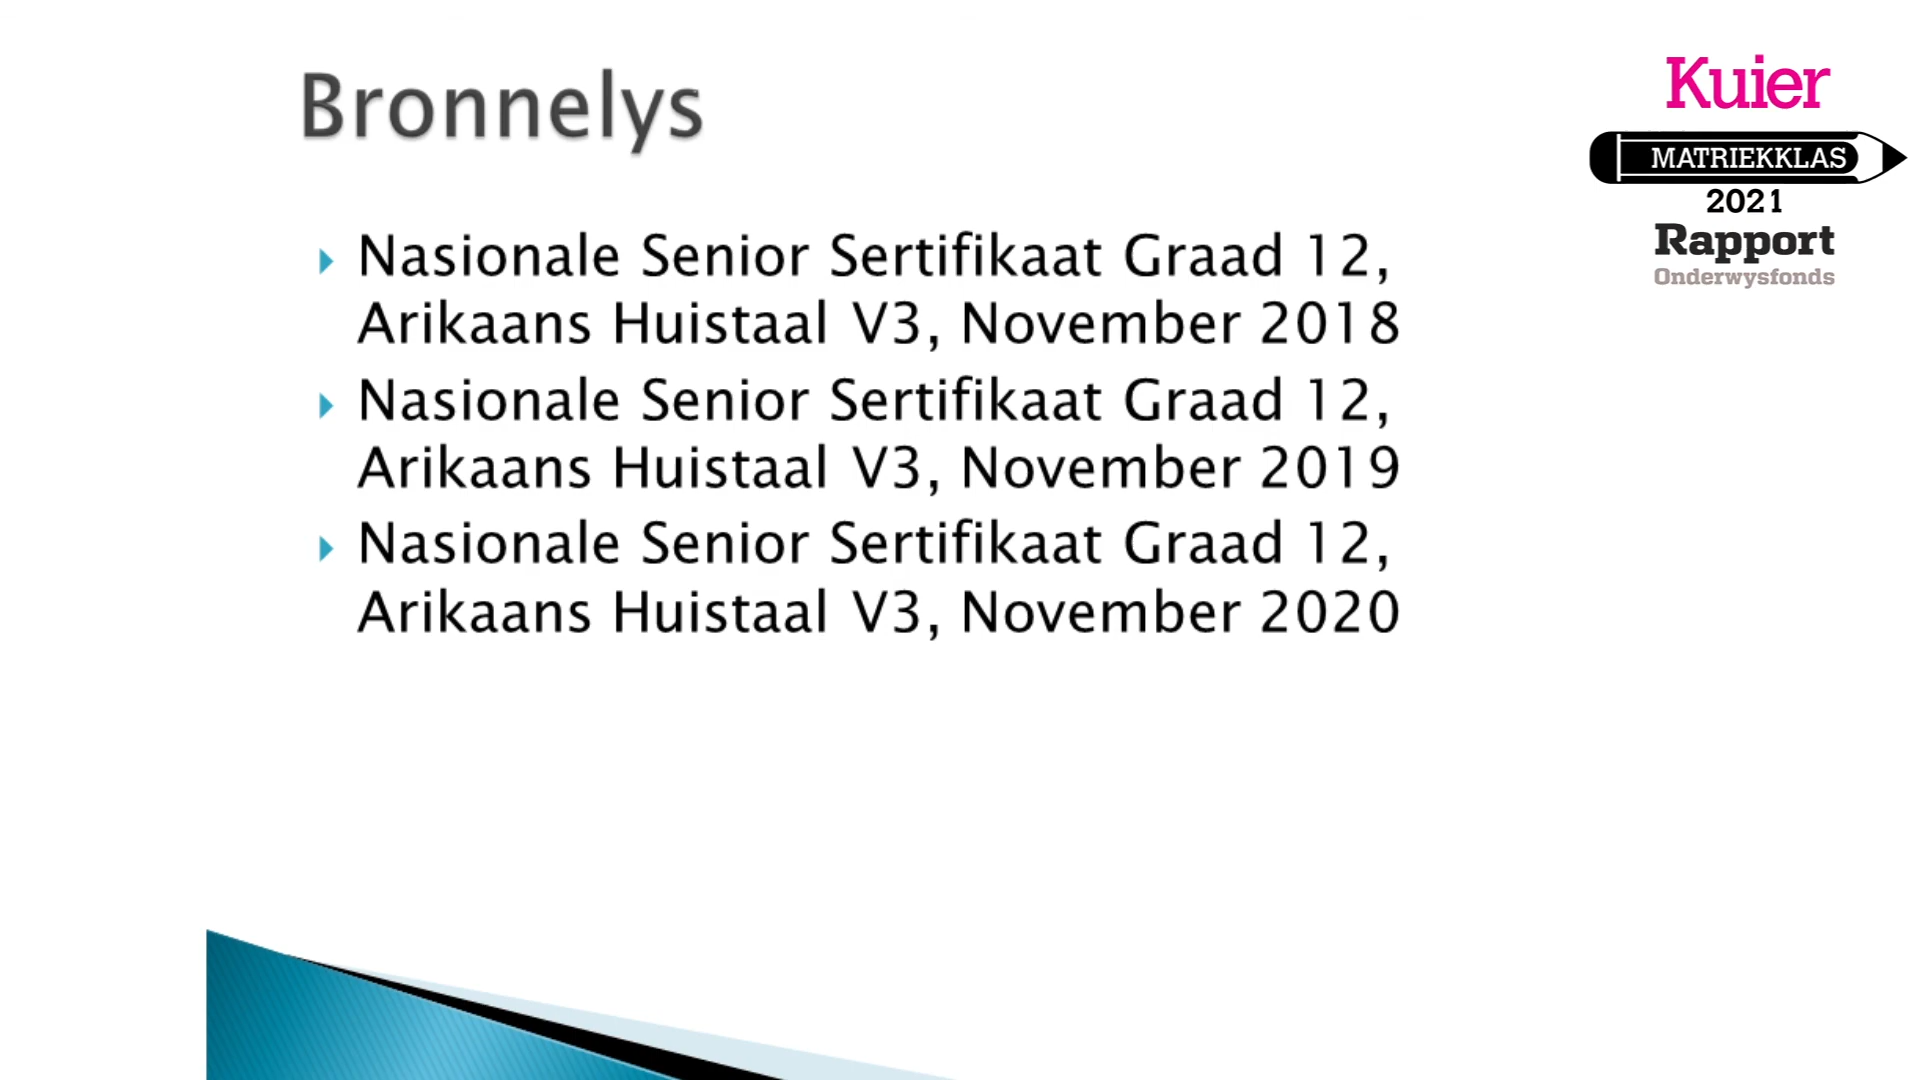 Bronnelys
Nasionale Senior Sertifikaat Graad 12,
Arikaans Huistaal V3, November 2018
Nasionale Senior Sertifikaat Graad 12,
Arikaans Huistaal V3, November 2019
Nasionale Senior Sertifikaat Graad 12,
Arikaans Huistaal V3, November 2020
Kuier
MATRIEKKLAS
2021
Rapport
Onderwysfonds